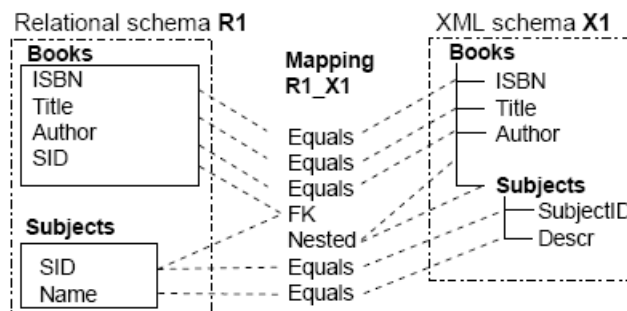 Relational schema R1
Books
ISBN
Title
Author
SID
Subjects
SID
Name
Mapping
R1_X1
Equals
Equals
Equals
FK
Nested
Equals
Equals
XML schema X1
Books
ISBN
Title
Author
Subjects
SubjectID
Descr